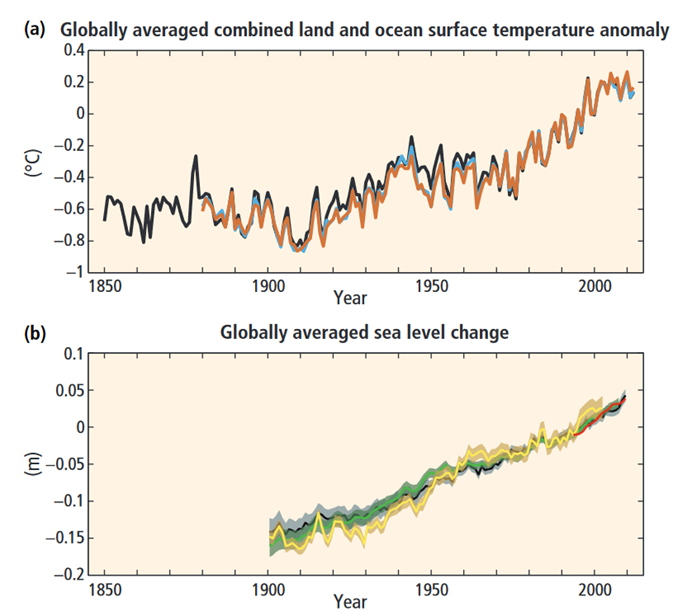 (a) Globally averaged combined land and ocean surface temperature anomaly
0.4
0.2
0
−0.2
−0.4
−0.6
−0.8
−1
(°C)
1850 1900 1950 2000
Year
(b) Globally averaged sea level change
0.1
0.05
0
−0.05
−0.1
−0.15
−0.2
(m)
1850 1900 1950 2000
Year